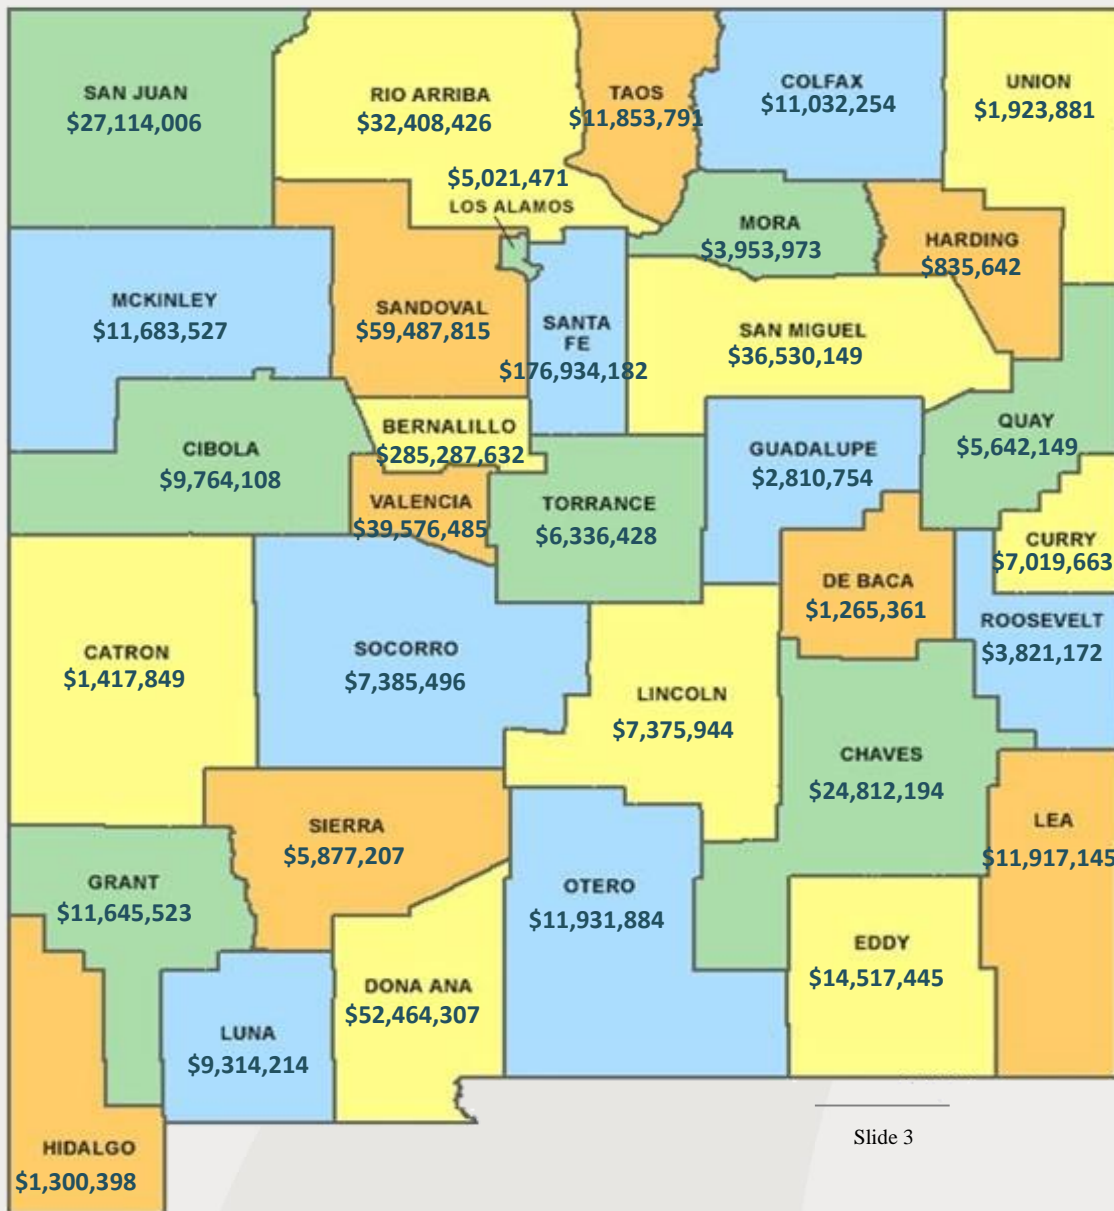 SAN JUAN
$27,114,006
RIO ARRIBA
$32,408,426
TAOS
$11,853,791
COLFAX
$11,032,254
UNION
$1,923,881
$5,021,471
LOS ALAMOS
MORA
$3,953,973
HARDING
$835,642
MCKINLEY
$11,683,527
SANDOVAL
$59,487,815
SANTA
FE
$176,934,182
SAN MIGUEL
$36,530,149
CIBOLA
$9,764,108
BERNALILLO
$285,287,632
VALENCIA
$39,576,485
TORRANCE
$6,336,428
GUADALUPE
$2,810,754
QUAY
$5,642,149
CURRY
$7,019,663
DE BACA
$1,265,361
ROOSEVELT
$3,821,172
CATRON
$1,417,849
SOCORRO
$7,385,496
LINCOLN
$7,375,944
CHAVES
$24,812,194
LEA
$11,917,145
SIERRA
$5,877,207
GRANT
$11,645,523
OTERO
$11,931,884
EDDY
$14,517,445
DONA ANA
$52,464,307
LUNA
$9,314,214
HIDALGO
$1,300,398
Slide 3